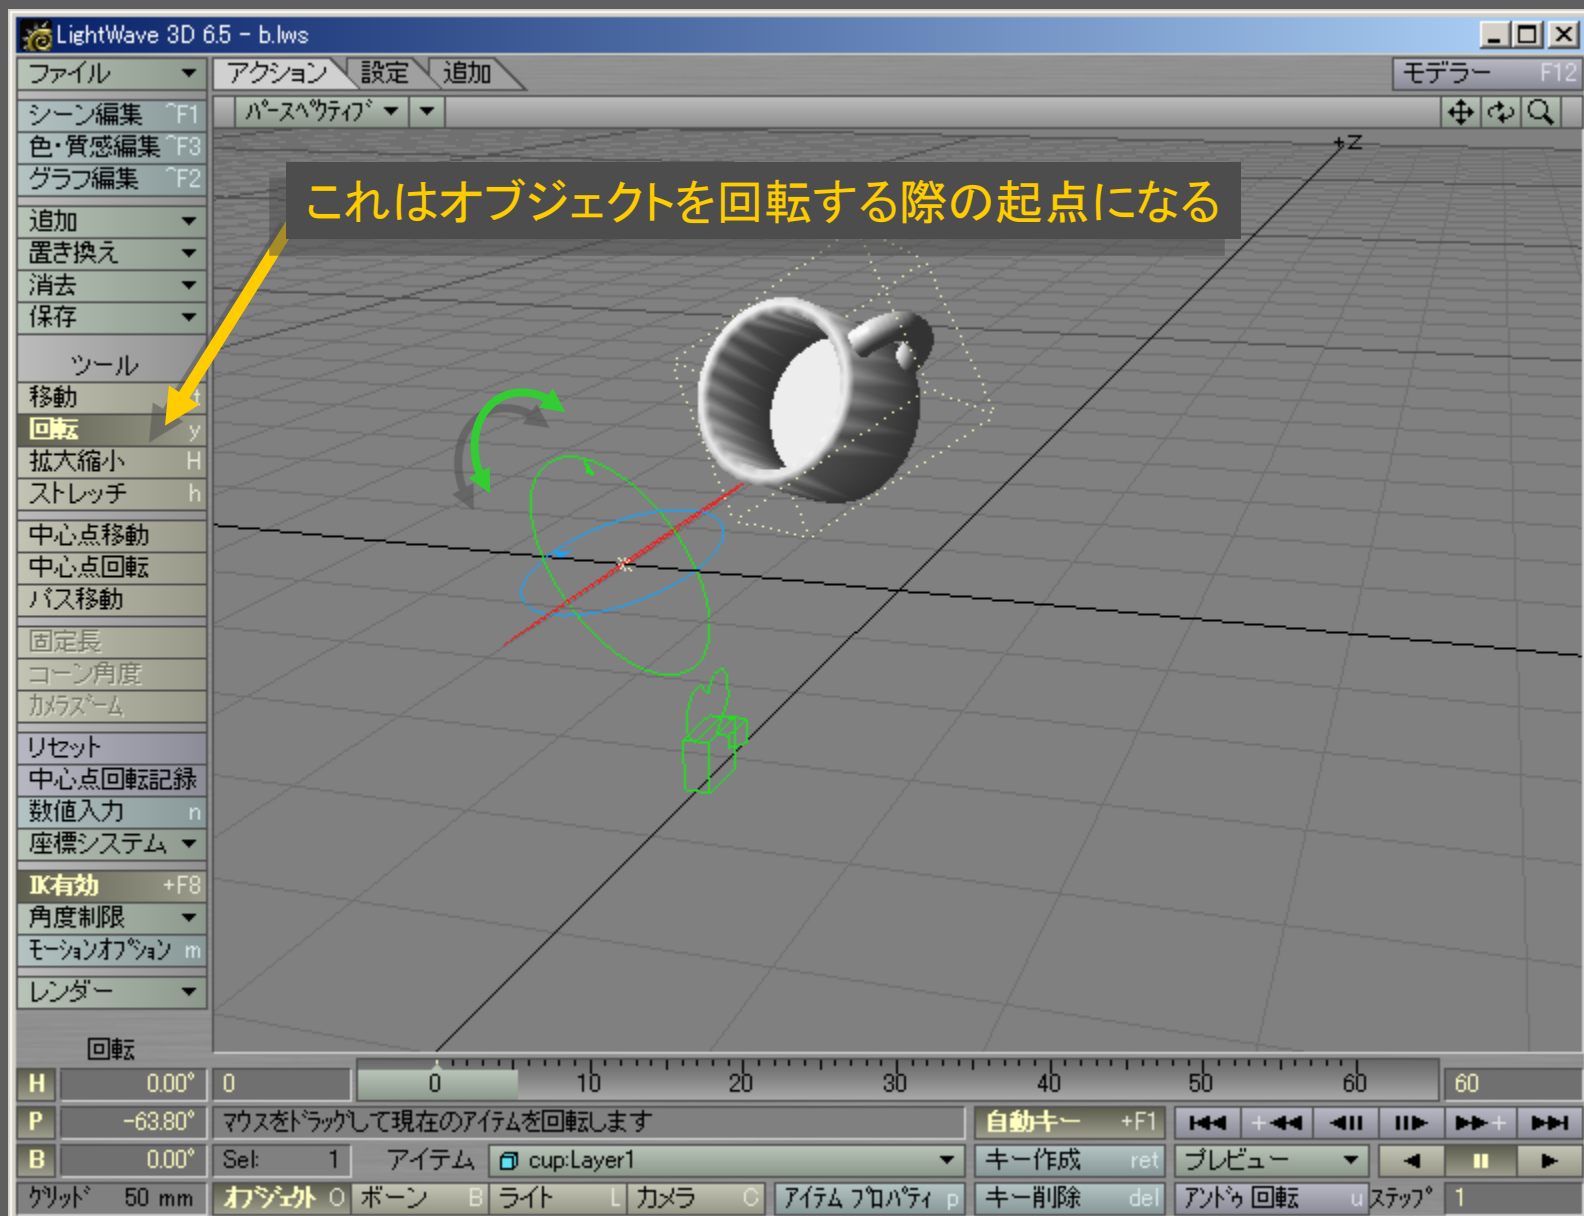 LightWave 3D 6.5 - b.lws
ファイル
アクション 設定 追加
モデラー F12
シーン編集 ^F1
パースペクティブ
色・質感編集 ^F3
グラフ編集 ^F2
+Z
これはオブジェクトを回転する際の起点になる
追加
置き換え
消去
保存
ツール
移動 t
回転 y
拡大縮小 H
ストレッチ h
中心点移動
中心点回転
パス移動
固定長
コーン角度
カメラズーム
リセット
中心点回転記録
数値入力 n
座標システム
IK有効 +F8
角度制限
モーションオプション m
レンダー
回転
H 0.00° 0
0 10 20 30 40 50 60
60
P -63.80° マウスをドラッグして現在のアイテムを回転します 自動キー +F1
B 0.00° Sel: 1 アイテム cup:Layer1 キー作成 ret プレビュー
グリッド 50 mm オブジェクト O ボーン B ライト L カメラ C アイテム プロパティ p キー削除 del アンドゥ 回転 u ステップ 1